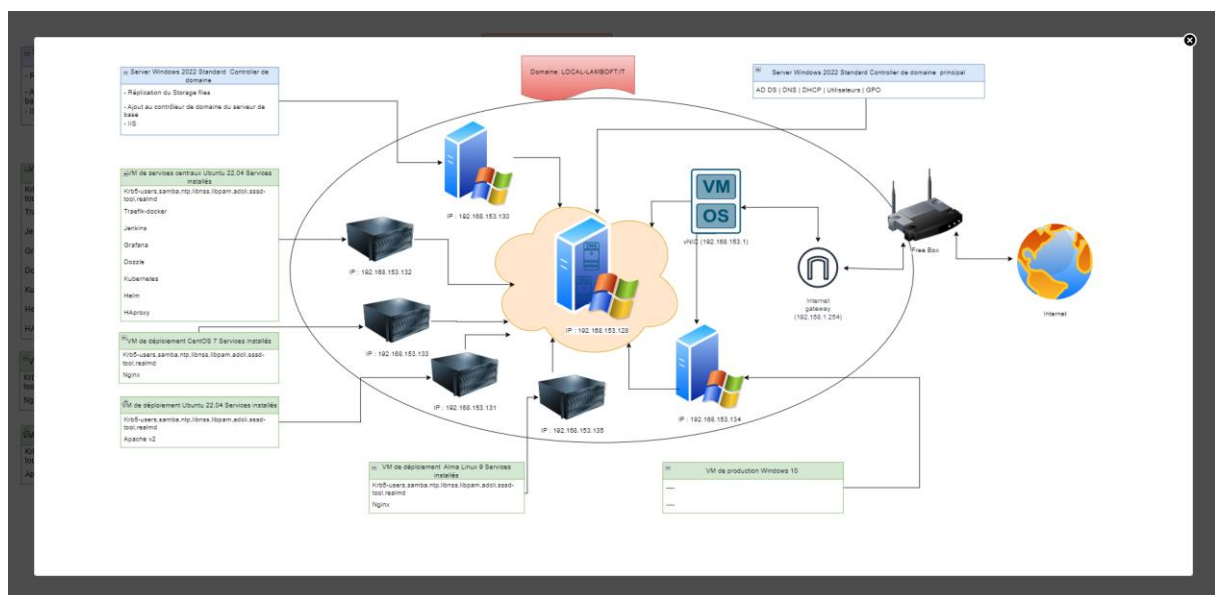 Domaine: LOCAL-LAMBOFT.IT
Server Windows 2022 Standard Controller de
domaine
- Réplication du Storage files
- Ajout au contrôleur de domaine du serveur de
base
- IIS
Server Windows 2022 Standard Controller de domaine principal
AD DS | DNS | DHCP | Utilisateurs | GPO
VM de services centraux Ubuntu 22.04 Services
installés
Krb5-users,samba,ntp,libnss,libpam,adcli,sssd-
tool,realmd
Traefik-docker
Jenkins
Grafana
Dozzle
Kubernetes
Helm
HAproxy
VM de déploiement CentOS 7 Services installés
Krb5-users,samba,ntp,libnss,libpam,adcli,sssd-
tool,realmd
Nginx
VM de déploiement Ubuntu 22.04 Services installés
Krb5-users,samba,ntp,libnss,libpam,adcli,sssd-
tool,realmd
Apache v2
VM de déploiement Alma Linux 9 Services
installés
Krb5-users,samba,ntp,libnss,libpam,adcli,sssd-
tool,realmd
Nginx
VM de production Windows 10
----
----
IP : 192.168.153.130
IP : 192.168.153.132
IP : 192.168.153.133
IP : 192.168.153.131
IP : 192.168.153.135
DNS
IP : 192.168.153.128
VM
OS
vNIC (192.168.153.1)
IP : 192.168.153.134
Internet
gateway
(192.168.1.254)
Free Box
Internet